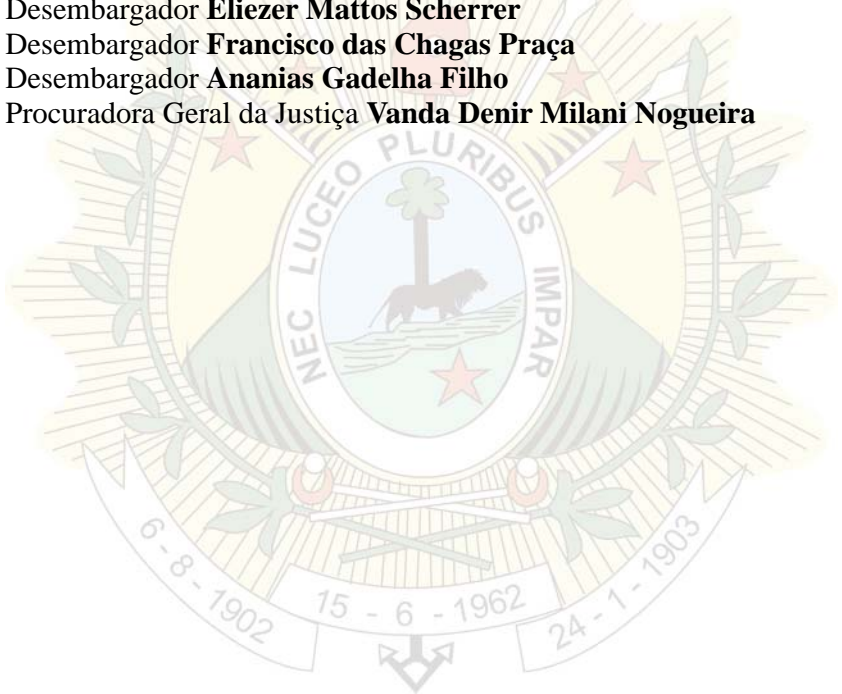 Desembargador Eliezer Mattos Scherrer
Desembargador Francisco das Chagas Praça
Desembargador Ananias Gadelha Filho
Procuradora Geral da Justiça Vanda Denir Milani Nogueira
NEC LUCEO PLURIBUS IMPAR
6 - 8 - 1902
15 - 6 - 1962
24 - 1 - 1903